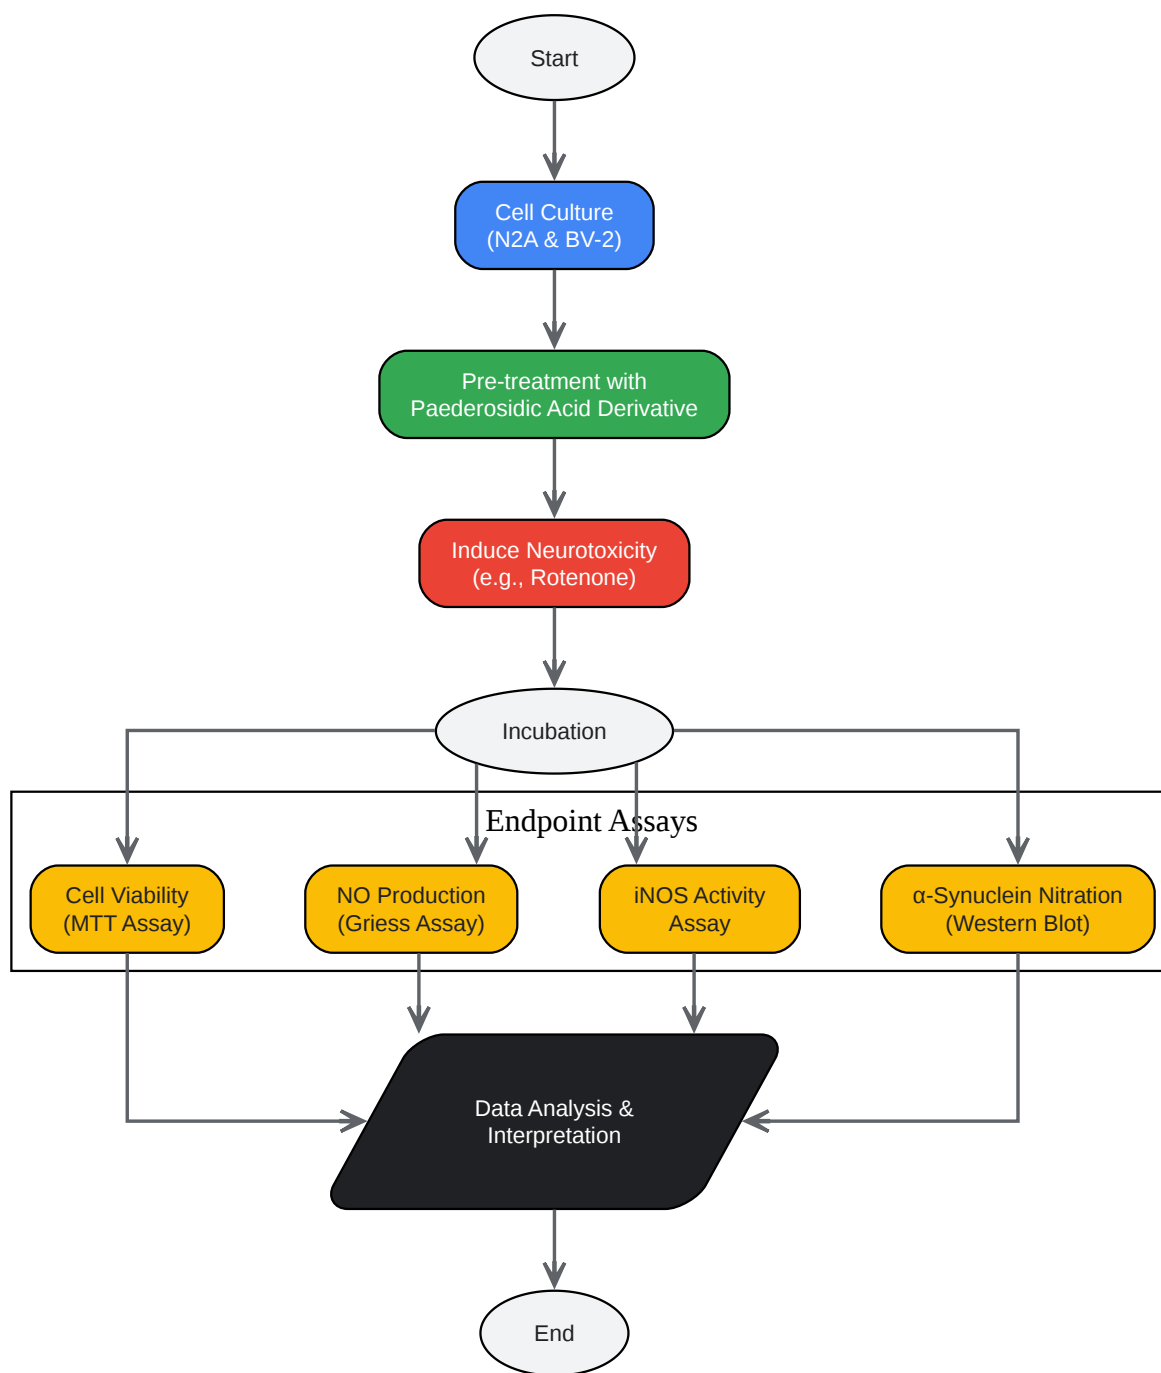 Start
Cell Culture
(N2A & BV-2)
Pre-treatment with
Paederosidic Acid Derivative
Induce Neurotoxicity
(e.g., Rotenone)
Incubation
Endpoint Assays
Cell Viability
(MTT Assay)
NO Production
(Griess Assay)
iNOS Activity
Assay
α-Synuclein Nitration
(Western Blot)
Data Analysis &
Interpretation
End